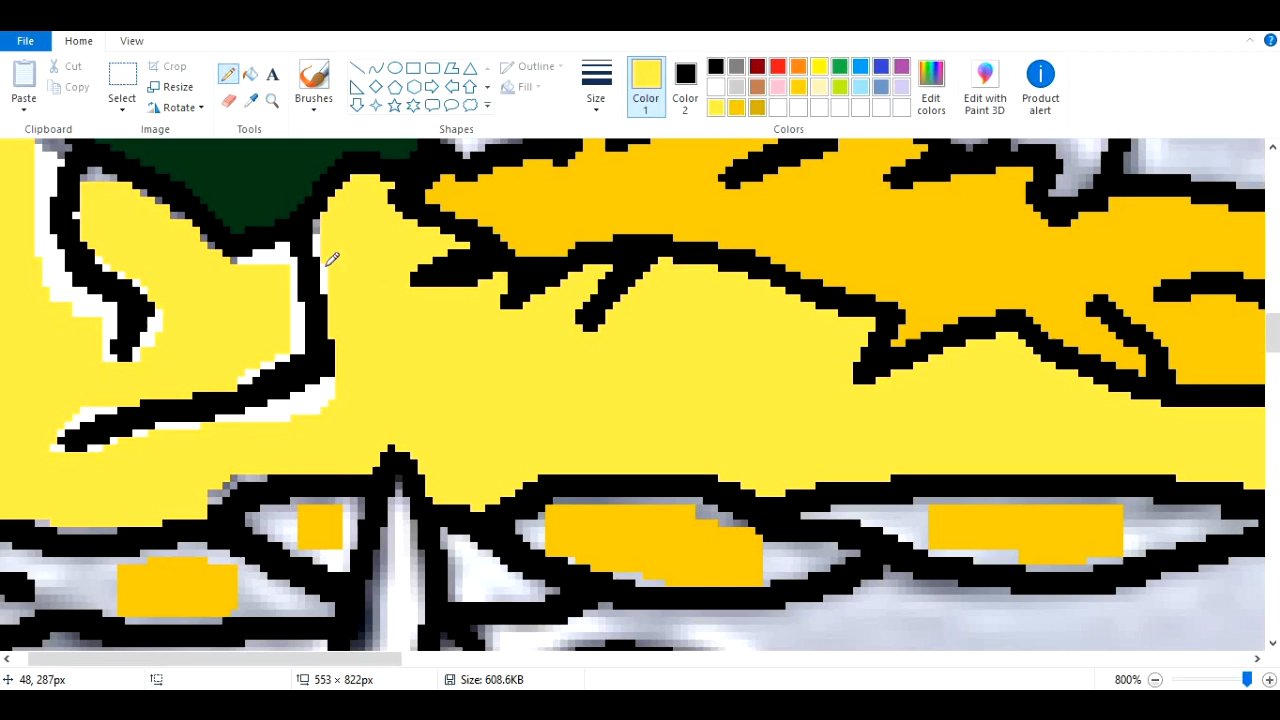 File Home View
Paste Cut Copy Clipboard
Select Crop Resize Rotate Image
A Tools
Brushes
Shapes Outline Fill
Size
Color 1 Color 2 Edit colors Colors
Edit with Paint 3D
Product alert
48, 287px 553 × 822px Size: 608.6KB 800%